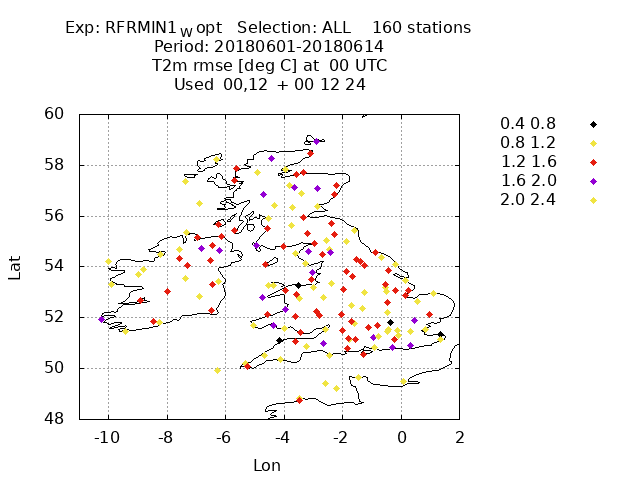 Exp: RFRMIN1 w opt Selection: ALL 160 stations
Period: 20180601-20180614
T2m rmse [deg C] at 00 UTC
Used 00,12 + 00 12 24
60
58
56
54
52
50
48
Lat
-10 -8 -6 -4 -2 0 2
Lon
0.4 0.8
0.8 1.2
1.2 1.6
1.6 2.0
2.0 2.4